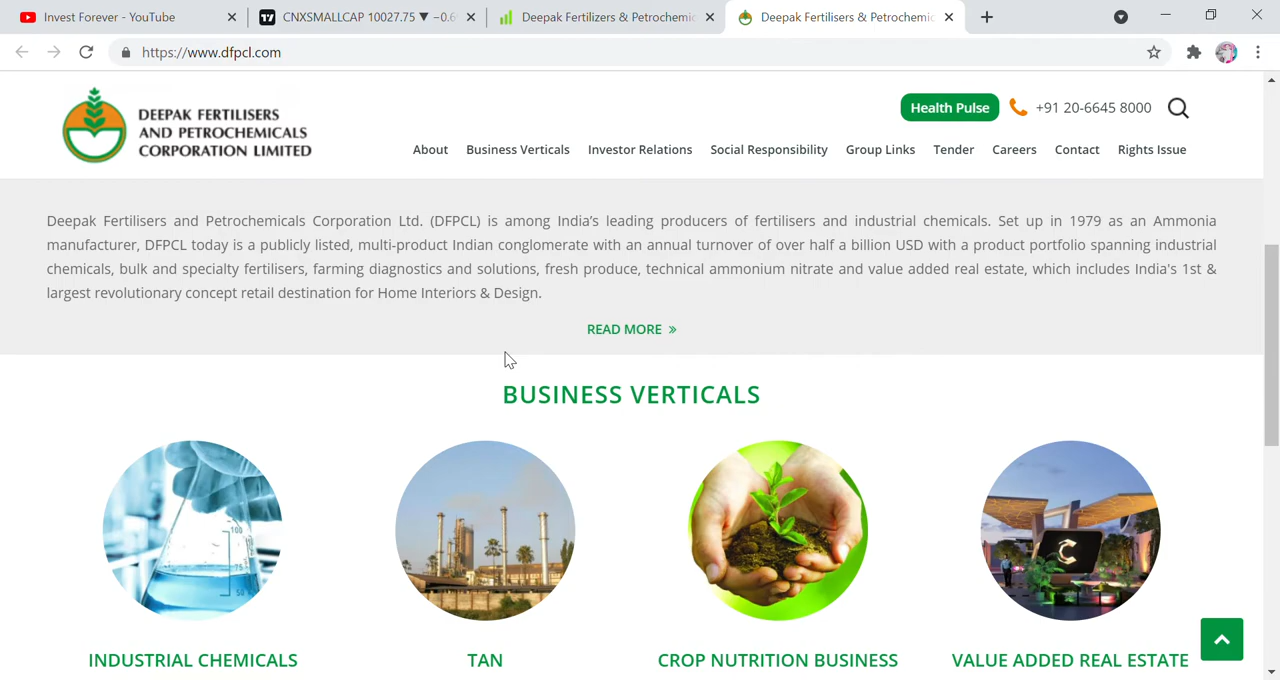 Invest Forever - YouTube
CNXSMALLCAP 10027.75 ▼ −0.6
Deepak Fertilizers & Petrochemic
Deepak Fertilisers & Petrochemic
https://www.dfpcl.com
DEEPAK FERTILISERS
AND PETROCHEMICALS
CORPORATION LIMITED
Health Pulse
+91 20-6645 8000
About Business Verticals Investor Relations Social Responsibility Group Links Tender Careers Contact Rights Issue
Deepak Fertilisers and Petrochemicals Corporation Ltd. (DFPCL) is among India's leading producers of fertilisers and industrial chemicals. Set up in 1979 as an Ammonia
manufacturer, DFPCL today is a publicly listed, multi-product Indian conglomerate with an annual turnover of over half a billion USD with a product portfolio spanning industrial
chemicals, bulk and specialty fertilisers, farming diagnostics and solutions, fresh produce, technical ammonium nitrate and value added real estate, which includes India's 1st &
largest revolutionary concept retail destination for Home Interiors & Design.
READ MORE »
BUSINESS VERTICALS
100
75
50
C
INDUSTRIAL CHEMICALS
TAN
CROP NUTRITION BUSINESS
VALUE ADDED REAL ESTATE